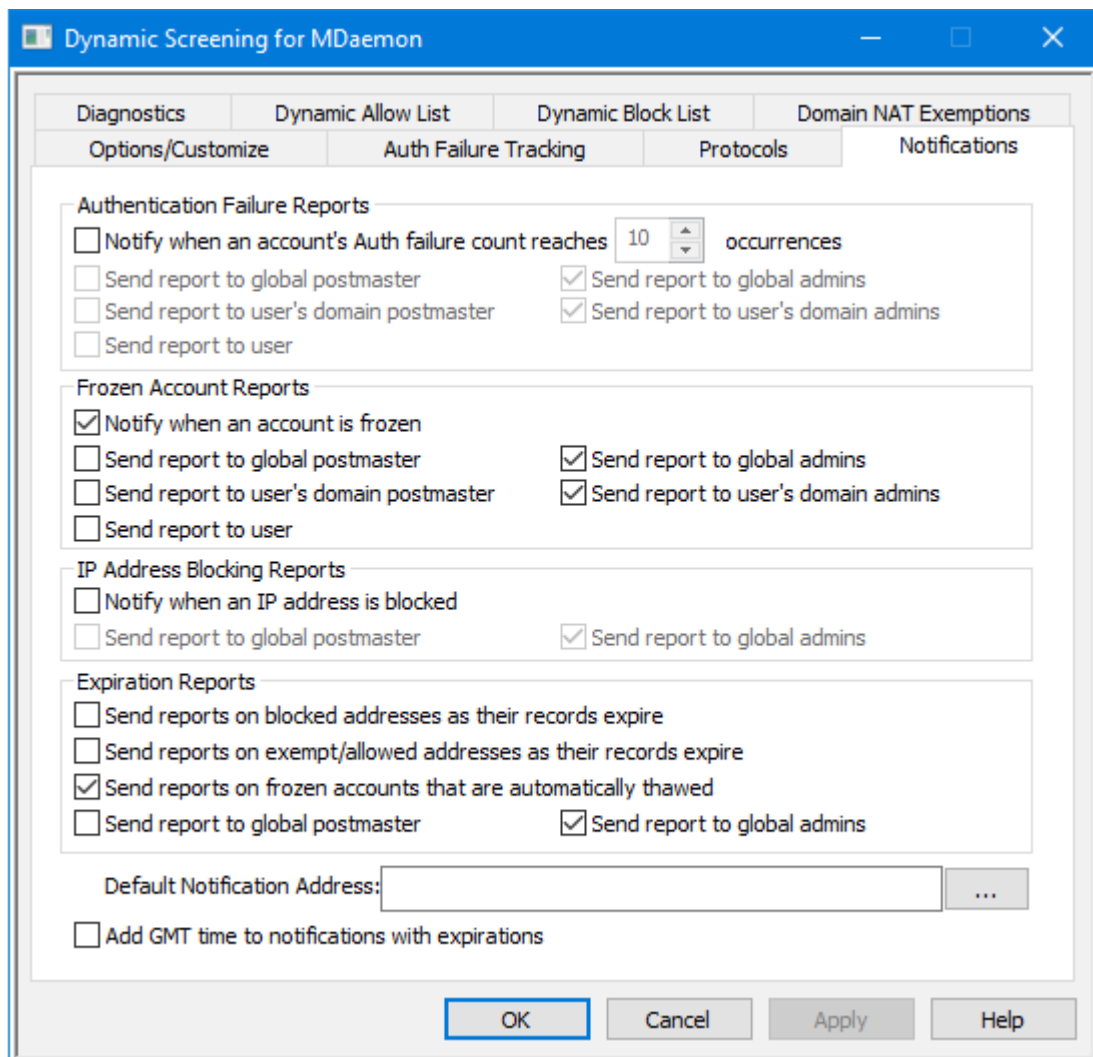 Dynamic Screening for MDaemon
Diagnostics Dynamic Allow List Dynamic Block List Domain NAT Exemptions
Options/Customize Auth Failure Tracking Protocols Notifications
Authentication Failure Reports
Notify when an account's Auth failure count reaches 10 occurrences
Send report to global postmaster Send report to global admins
Send report to user's domain postmaster Send report to user's domain admins
Send report to user
Frozen Account Reports
Notify when an account is frozen
Send report to global postmaster Send report to global admins
Send report to user's domain postmaster Send report to user's domain admins
Send report to user
IP Address Blocking Reports
Notify when an IP address is blocked
Send report to global postmaster Send report to global admins
Expiration Reports
Send reports on blocked addresses as their records expire
Send reports on exempt/allowed addresses as their records expire
Send reports on frozen accounts that are automatically thawed
Send report to global postmaster Send report to global admins
Default Notification Address: ...
Add GMT time to notifications with expirations
OK Cancel Apply Help